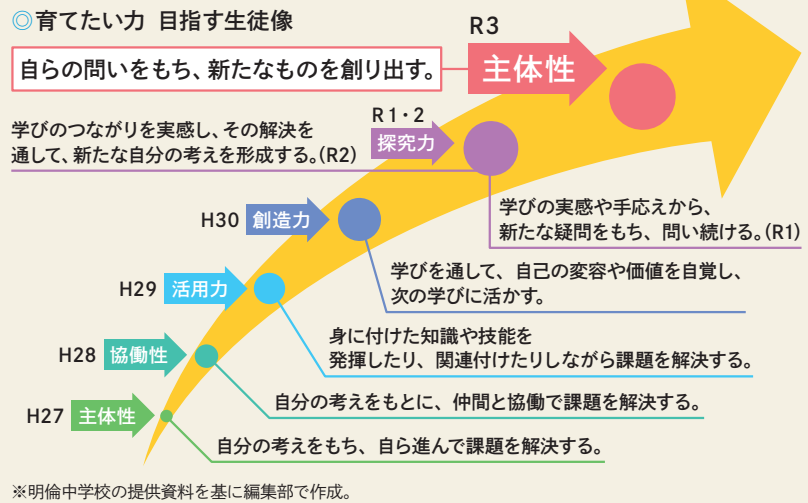 ◎育てたい力 目指す生徒像
R3
自らの問いをもち、新たなものを創り出す。
主体性
R1・2
学びのつながりを実感し、その解決を
通して、新たな自分の考えを形成する。(R2)
探究力
学びの実感や手応えから、
新たな疑問をもち、問い続ける。(R1)
H30 創造力
学びを通して、自己の変容や価値を自覚し、
次の学びに活かす。
H29 活用力
身に付けた知識や技能を
発揮したり、関連付けたりしながら課題を解決する。
H28 協働性
自分の考えをもとに、仲間と協働で課題を解決する。
H27 主体性
自分の考えをもち、自ら進んで課題を解決する。
※明倫中学校の提供資料を基に編集部で作成。